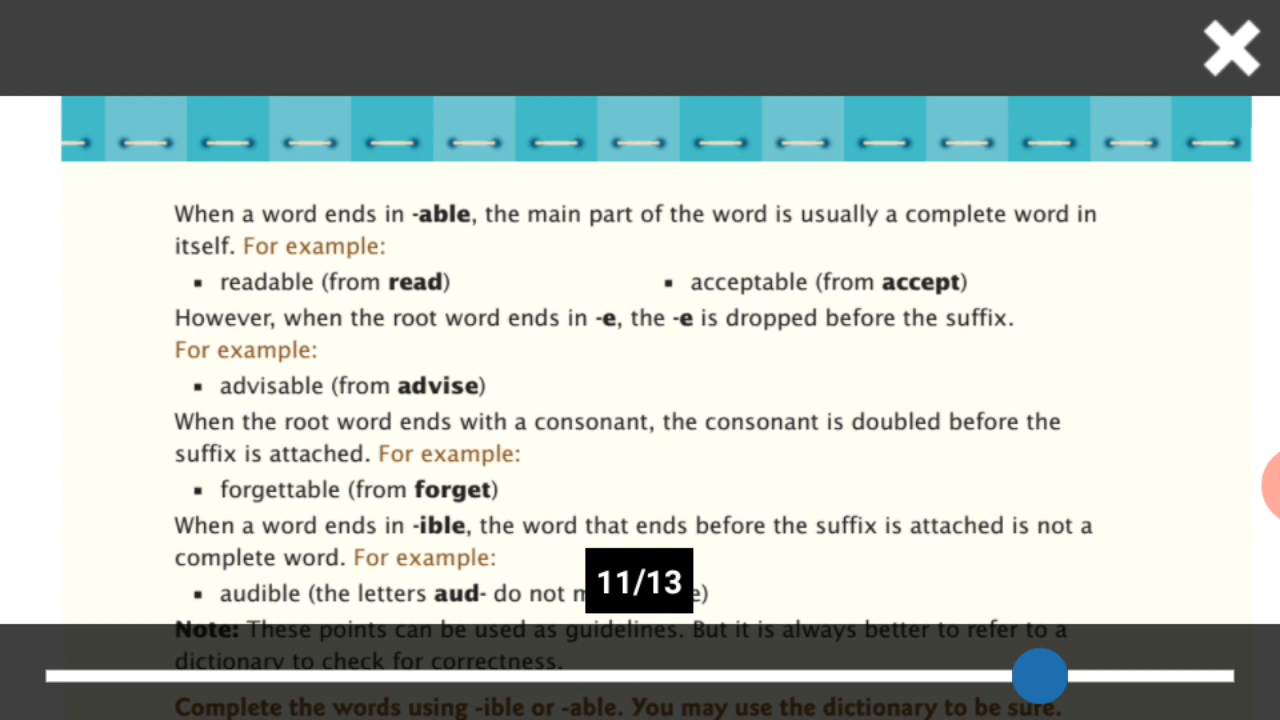 When a word ends in -able, the main part of the word is usually a complete word in
itself. For example:
▪ readable (from read)
▪ acceptable (from accept)
However, when the root word ends in -e, the -e is dropped before the suffix.
For example:
▪ advisable (from advise)
When the root word ends with a consonant, the consonant is doubled before the
suffix is attached. For example:
▪ forgettable (from forget)
When a word ends in -ible, the word that ends before the suffix is attached is not a
complete word. For example:
▪ audible (the letters aud- do not
11/13
Note: These points can be used as guidelines. But it is always better to refer to a
dictionary to check for correctness.
Complete the words using -ible or -able. You may use the dictionary to be sure.